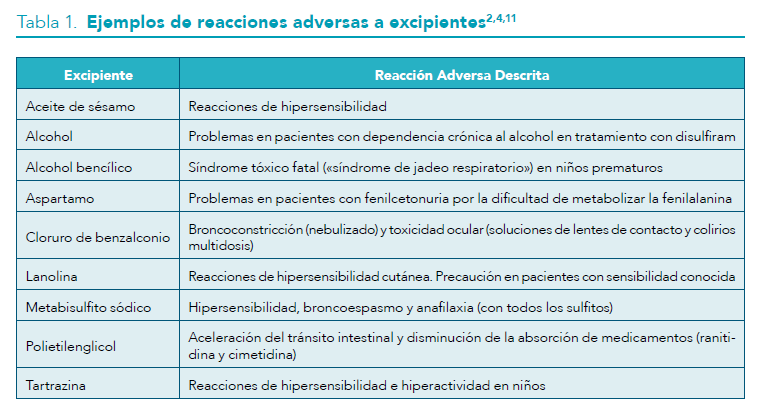 Tabla 1. Ejemplos de reacciones adversas a excipientes2,4,11
Excipiente Reacción Adversa Descrita
Aceite de sésamo Reacciones de hipersensibilidad
Alcohol Problemas en pacientes con dependencia crónica al alcohol en tratamiento con disulfiram
Alcohol bencílico Síndrome tóxico fatal («síndrome de jadeo respiratorio») en niños prematuros
Aspartamo Problemas en pacientes con fenilcetonuria por la dificultad de metabolizar la fenilalanina
Cloruro de benzalconio Broncoconstricción (nebulizado) y toxicidad ocular (soluciones de lentes de contacto y colirios
multidosis)
Lanolina Reacciones de hipersensibilidad cutánea. Precaución en pacientes con sensibilidad conocida
Metabisulfito sódico Hipersensibilidad, broncoespasmo y anafilaxia (con todos los sulfitos)
Polietilenglicol Aceleración del tránsito intestinal y disminución de la absorción de medicamentos (raniti-
dina y cimetidina)
Tartrazina Reacciones de hipersensibilidad e hiperactividad en niños